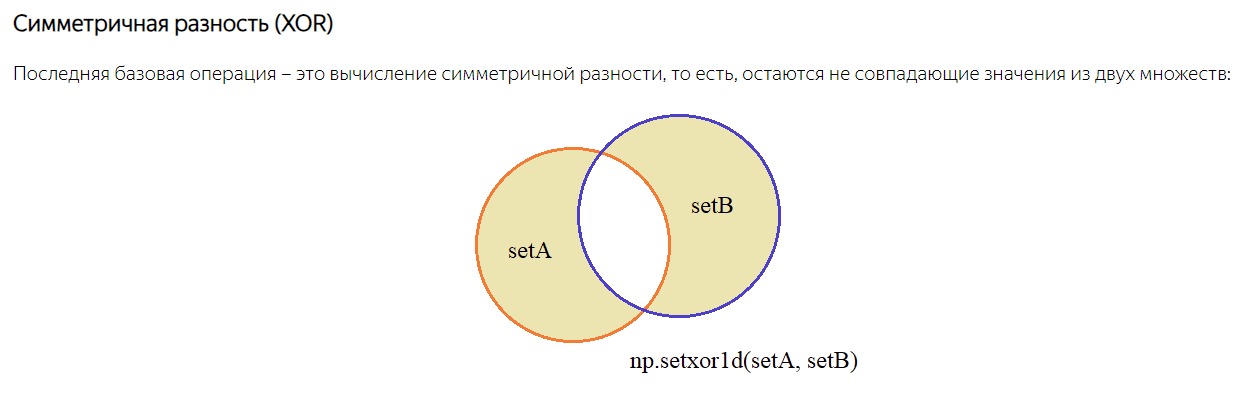 Симметричная разность (XOR)
Последняя базовая операция – это вычисление симметричной разности, то есть, остаются не совпадающие значения из двух множеств:
setB
setA
np.setxor1d(setA, setB)